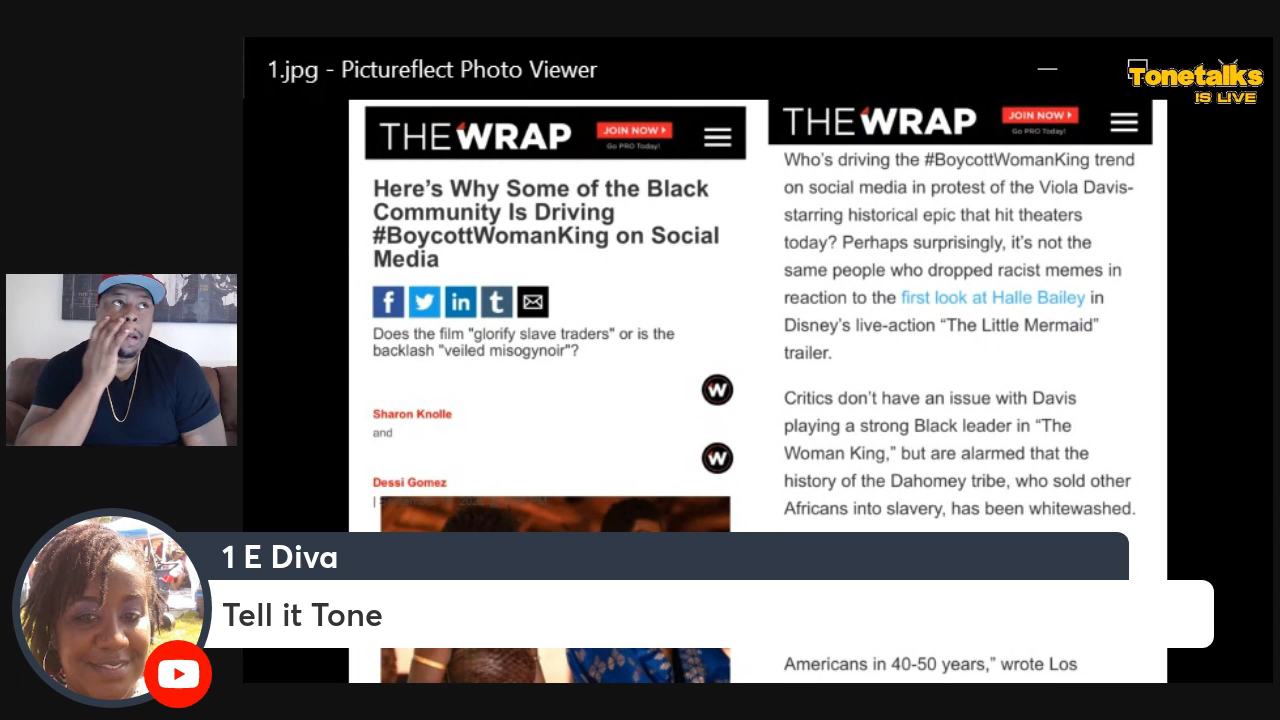 1.jpg - Pictureflect Photo Viewer
Tonetalks
IS LIVE
THEWRAP
JOIN NOW
Go PRO Today!
Here's Why Some of the Black
Community Is Driving
#BoycottWomanKing on Social
Media
f
in
t
Does the film "glorify slave traders" or is the
backlash "veiled misogynoir"?
W
Sharon Knolle
and
W
Dessi Gomez
THEWRAP
JOIN NOW
Go PRO Today!
Who's driving the #BoycottWomanKing trend
on social media in protest of the Viola Davis-
starring historical epic that hit theaters
today? Perhaps surprisingly, it's not the
same people who dropped racist memes in
reaction to the first look at Halle Bailey in
Disney's live-action “The Little Mermaid”
trailer.
Critics don't have an issue with Davis
playing a strong Black leader in “The
Woman King,” but are alarmed that the
history of the Dahomey tribe, who sold other
Africans into slavery, has been whitewashed.
Americans in 40-50 years,” wrote Los
1 E Diva
Tell it Tone